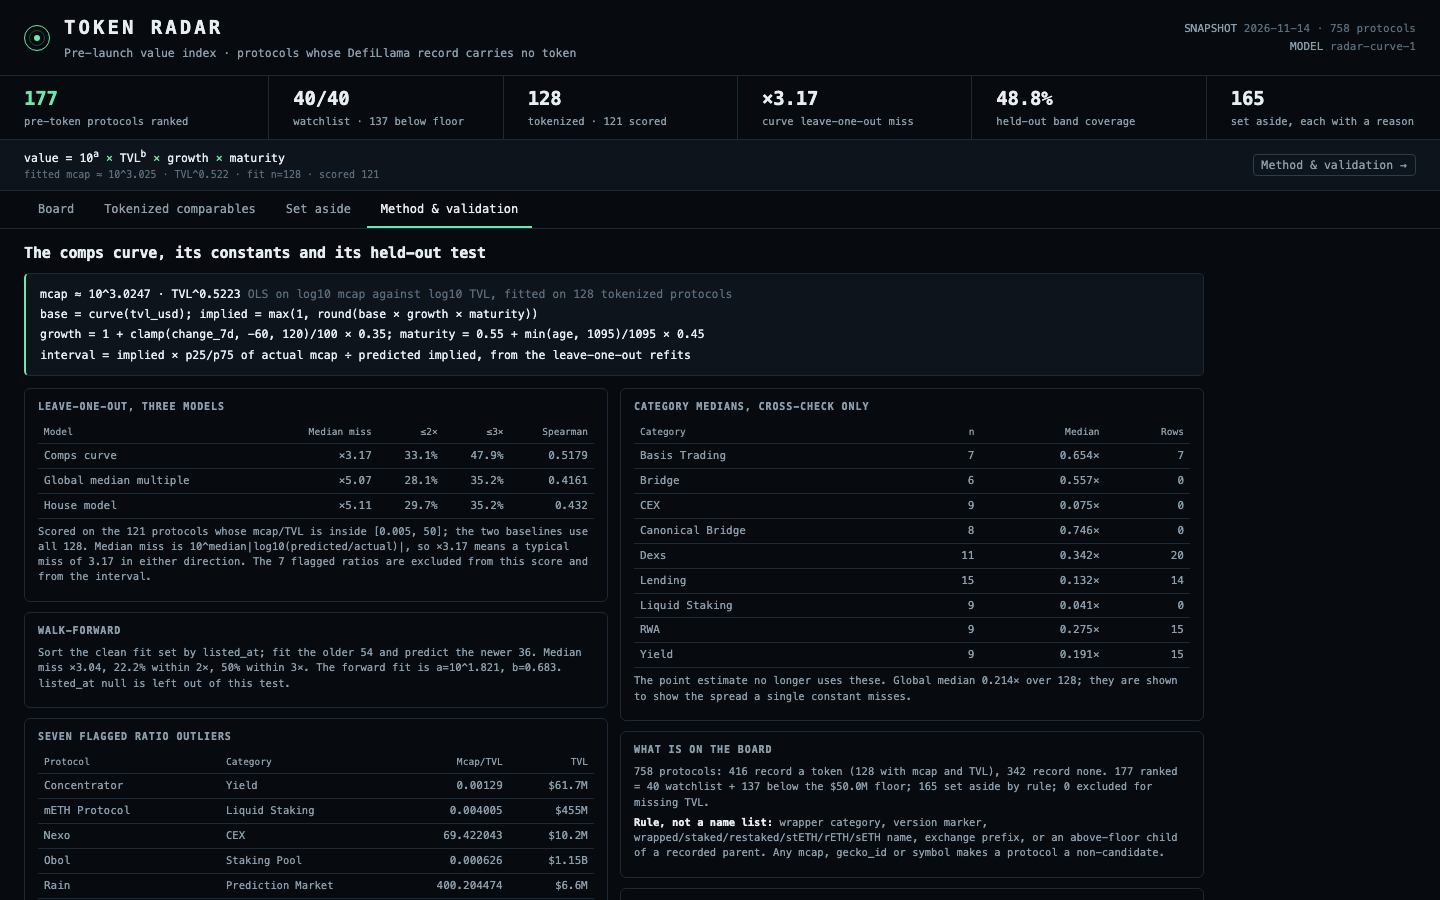 TOKEN RADAR
Pre-launch value index · protocols whose DefiLlama record carries no token
SNAPSHOT 2026-11-14 · 758 protocols
MODEL radar-curve-1
177
pre-token protocols ranked
40/40
watchlist · 137 below floor
128
tokenized · 121 scored
×3.17
curve leave-one-out miss
48.8%
held-out band coverage
165
set aside, each with a reason
value = 10ᵃ × TVLᵇ × growth × maturity
fitted mcap ≈ 10^3.025 · TVL^0.522 · fit n=128 · scored 121
Method & validation →
Board Tokenized comparables Set aside Method & validation
The comps curve, its constants and its held-out test
mcap ≈ 10^3.0247 · TVL^0.5223 OLS on log10 mcap against log10 TVL, fitted on 128 tokenized protocols
base = curve(tvl_usd); implied = max(1, round(base × growth × maturity))
growth = 1 + clamp(change_7d, −60, 120)/100 × 0.35; maturity = 0.55 + min(age, 1095)/1095 × 0.45
interval = implied × p25/p75 of actual mcap ÷ predicted implied, from the leave-one-out refits
LEAVE-ONE-OUT, THREE MODELS
Model Median miss ≤2× ≤3× Spearman
Comps curve ×3.17 33.1% 47.9% 0.5179
Global median multiple ×5.07 28.1% 35.2% 0.4161
House model ×5.11 29.7% 35.2% 0.432
Scored on the 121 protocols whose mcap/TVL is inside [0.005, 50]; the two baselines use
all 128. Median miss is 10^median|log10(predicted/actual)|, so ×3.17 means a typical
miss of 3.17 in either direction. The 7 flagged ratios are excluded from this score and
from the interval.
WALK-FORWARD
Sort the clean fit set by listed_at; fit the older 54 and predict the newer 36. Median
miss ×3.04, 22.2% within 2×, 50% within 3×. The forward fit is a=10^1.821, b=0.683.
listed_at null is left out of this test.
SEVEN FLAGGED RATIO OUTLIERS
Protocol Category Mcap/TVL TVL
Concentrator Yield 0.00129 $61.7M
mETH Protocol Liquid Staking 0.004005 $455M
Nexo CEX 69.422043 $10.2M
Obol Staking Pool 0.000626 $1.15B
Rain Prediction Market 400.204474 $6.6M
CATEGORY MEDIANS, CROSS-CHECK ONLY
Category n Median Rows
Basis Trading 7 0.654× 7
Bridge 6 0.557× 0
CEX 9 0.075× 0
Canonical Bridge 8 0.746× 0
Dexs 11 0.342× 20
Lending 15 0.132× 14
Liquid Staking 9 0.041× 0
RWA 9 0.275× 15
Yield 9 0.191× 15
The point estimate no longer uses these. Global median 0.214× over 128; they are shown
to show the spread a single constant misses.
WHAT IS ON THE BOARD
758 protocols: 416 record a token (128 with mcap and TVL), 342 record none. 177 ranked
= 40 watchlist + 137 below the $50.0M floor; 165 set aside by rule; 0 excluded for
missing TVL.
Rule, not a name list: wrapper category, version marker,
wrapped/staked/restaked/stETH/rETH/sETH name, exchange prefix, or an above-floor child
of a recorded parent. Any mcap, gecko_id or symbol makes a protocol a non-candidate.